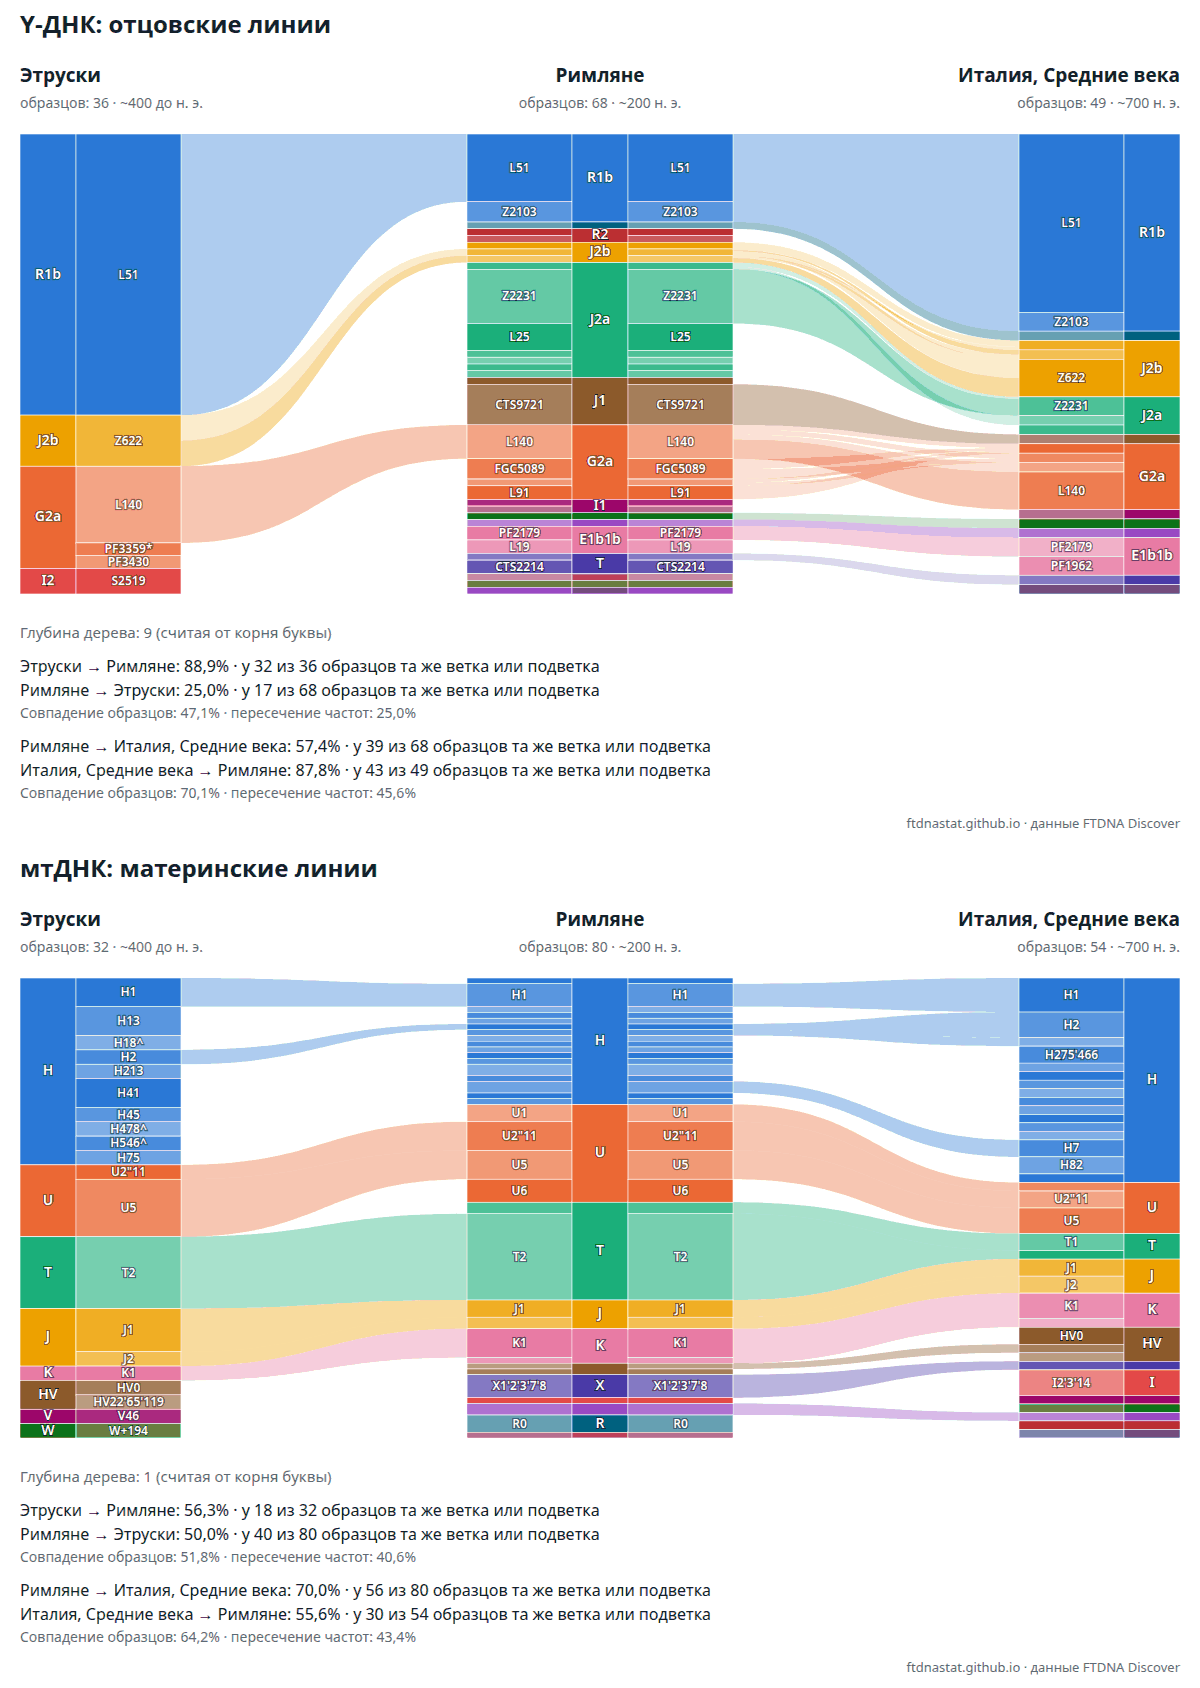 Y-ДНК: отцовские линии
Этруски Римляне Италия, Средние века
образцов: 36 · ~400 до н. э. образцов: 68 · ~200 н. э. образцов: 49 · ~700 н. э.
R1b L51
J2b Z622
G2a L140
PF3359*
PF3430
I2 S2519
L51 R1b L51
Z2103 Z2103
R2
J2b
Z2231 J2a Z2231
L25 L25
CTS9721 J1 CTS9721
L140 G2a L140
FGC5089 FGC5089
L91 L91
I1
PF2179 E1b1b PF2179
L19 L19
CTS2214 T CTS2214
L51 R1b
Z2103
Z622 J2b
Z2231 J2a
L140 G2a
PF2179 E1b1b
PF1962
Глубина дерева: 9 (считая от корня буквы)
Этруски → Римляне: 88,9% · у 32 из 36 образцов та же ветка или подветка
Римляне → Этруски: 25,0% · у 17 из 68 образцов та же ветка или подветка
Совпадение образцов: 47,1% · пересечение частот: 25,0%
Римляне → Италия, Средние века: 57,4% · у 39 из 68 образцов та же ветка или подветка
Италия, Средние века → Римляне: 87,8% · у 43 из 49 образцов та же ветка или подветка
Совпадение образцов: 70,1% · пересечение частот: 45,6%
ftdnastat.github.io · данные FTDNA Discover
мтДНК: материнские линии
Этруски Римляне Италия, Средние века
образцов: 32 · ~400 до н. э. образцов: 80 · ~200 н. э. образцов: 54 · ~700 н. э.
H H1
H13
H18^
H2
H213
H41
H45
H478^
H546^
H75
U U2"11
U5
T T2
J J1
J2
K K1
HV HV0
HV22'65'119
V V46
W W+194
H1 H H1
U1 U U1
U2"11 U2"11
U5 U5
U6 U6
T2 T T2
J1 J J1
K1 K K1
X1'2'3'7'8 X X1'2'3'7'8
R0 R R0
H1 H
H2
H275'466
H7
H82
U2"11 U
U5
T1 T
J1 J
J2
K1 K
HV0 HV
I2'3'14 I
Глубина дерева: 1 (считая от корня буквы)
Этруски → Римляне: 56,3% · у 18 из 32 образцов та же ветка или подветка
Римляне → Этруски: 50,0% · у 40 из 80 образцов та же ветка или подветка
Совпадение образцов: 51,8% · пересечение частот: 40,6%
Римляне → Италия, Средние века: 70,0% · у 56 из 80 образцов та же ветка или подветка
Италия, Средние века → Римляне: 55,6% · у 30 из 54 образцов та же ветка или подветка
Совпадение образцов: 64,2% · пересечение частот: 43,4%
ftdnastat.github.io · данные FTDNA Discover